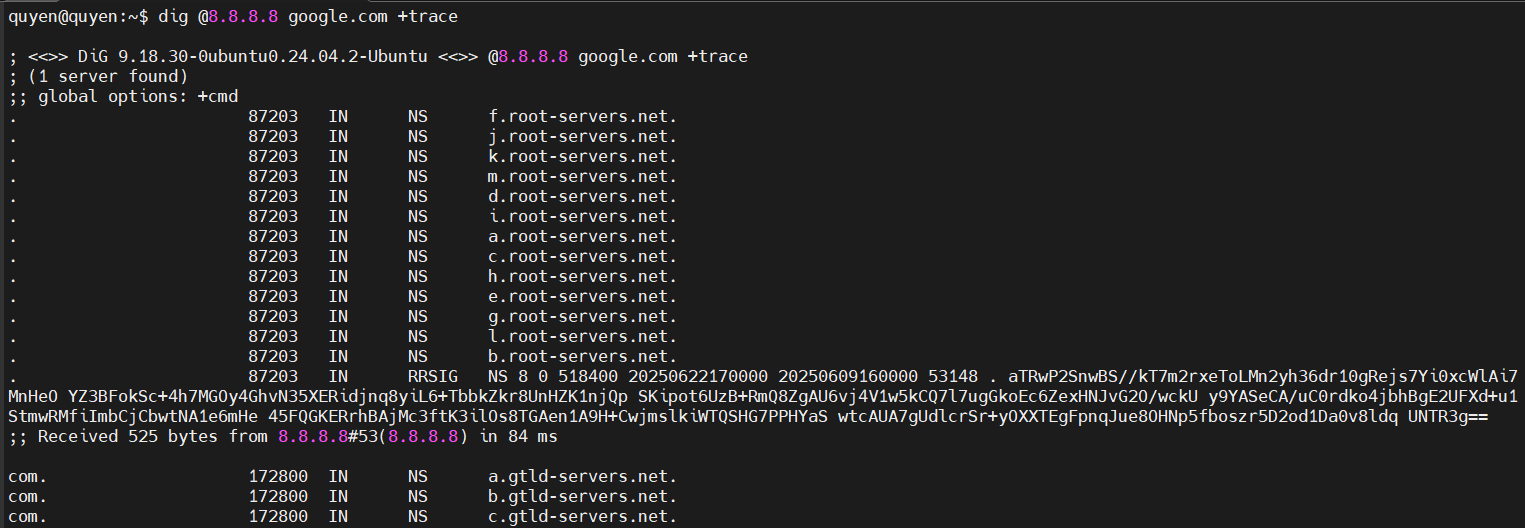 quyen@quyen:~$ dig @8.8.8.8 google.com +trace
; <<>> DiG 9.18.30-0ubuntu0.24.04.2-Ubuntu <<>> @8.8.8.8 google.com +trace
; (1 server found)
;; global options: +cmd
. 87203 IN NS f.root-servers.net.
. 87203 IN NS j.root-servers.net.
. 87203 IN NS k.root-servers.net.
. 87203 IN NS m.root-servers.net.
. 87203 IN NS d.root-servers.net.
. 87203 IN NS i.root-servers.net.
. 87203 IN NS a.root-servers.net.
. 87203 IN NS c.root-servers.net.
. 87203 IN NS h.root-servers.net.
. 87203 IN NS e.root-servers.net.
. 87203 IN NS g.root-servers.net.
. 87203 IN NS l.root-servers.net.
. 87203 IN NS b.root-servers.net.
. 87203 IN RRSIG NS 8 0 518400 20250622170000 20250609160000 53148 . aTRwP2SnwBS//kT7m2rxeToLMn2yh36dr10gRejs7Yi0xcWlAi7
MnHeO YZ3BFokSc+4h7MGOy4GhvN35XERidjnq8yiL6+TbbkZkr8UnHZK1njQp SKipot6UzB+RmQ8ZgAU6vj4V1w5kCQ7l7ugGkoEc6ZexHNJvG2O/wckU y9YASeCA/uC0rdko4jbhBgE2UFXd+u1
StmwRMfiImbCjCbwtNA1e6mHe 45FQGKERrhBAjMc3ftK3ilOs8TGAen1A9H+CwjmslkiWTQSHG7PPHYaS wtcAUA7gUdlcrSr+yOXXTEgFpnqJue8OHNp5fboszr5D2od1Da0v8ldq UNTR3g==
;; Received 525 bytes from 8.8.8.8#53(8.8.8.8) in 84 ms
com. 172800 IN NS a.gtld-servers.net.
com. 172800 IN NS b.gtld-servers.net.
com. 172800 IN NS c.gtld-servers.net.